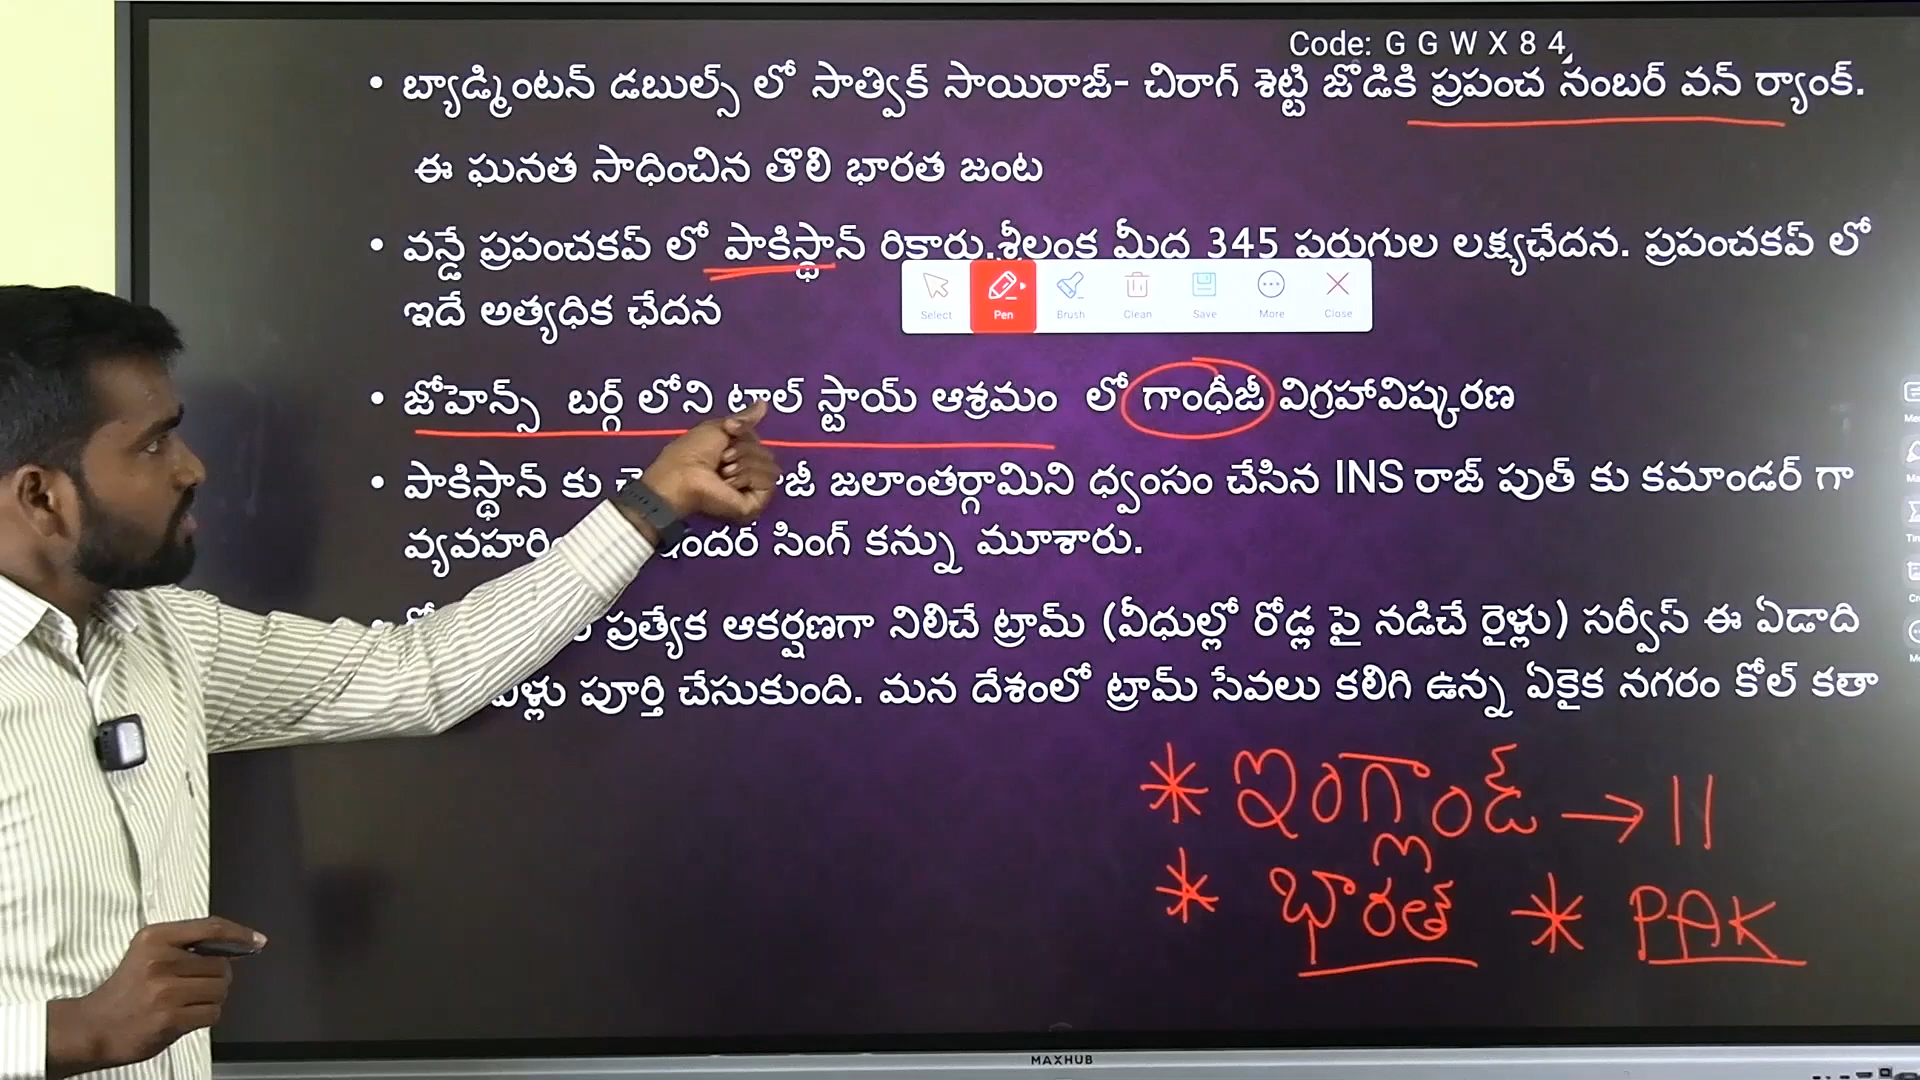 Code: G G W X 8 4
• బ్యాడ్మింటన్ డబుల్స్ లో సాత్విక్ సాయిరాజ్- చిరాగ్ శెట్టి జోడికి ప్రపంచ నంబర్ వన్ ర్యాంక్.
ఈ ఘనత సాధించిన తొలి భారత జంట
• వన్డే ప్రపంచకప్ లో పాకిస్థాన్ రికార్డు.శ్రీలంక మీద 345 పరుగుల లక్ష్యఛేదన. ప్రపంచకప్ లో
ఇదే అత్యధిక ఛేదన
Select Pen Brush Clean Save More Close
• జోహెన్స్ బర్గ్ లోని టాల్ స్టాయ్ ఆశ్రమం లో గాంధీజీ విగ్రహావిష్కరణ
• పాకిస్థాన్ కు జలాంతర్గామిని ధ్వంసం చేసిన INS రాజ్ పుత్ కు కమాండర్ గా
సింగ్ కన్ను మూశారు.
ప్రత్యేక ఆకర్షణగా నిలిచే ట్రామ్ (వీధుల్లో రోడ్ల పై నడిచే రైళ్లు) సర్వీస్ ఈ ఏడాది
పూర్తి చేసుకుంది. మన దేశంలో ట్రామ్ సేవలు కలిగి ఉన్న ఏకైక నగరం కోల్ కతా
* ఇంగ్లాండ్ → 11
* భారత్ * PAK
MAXHUB